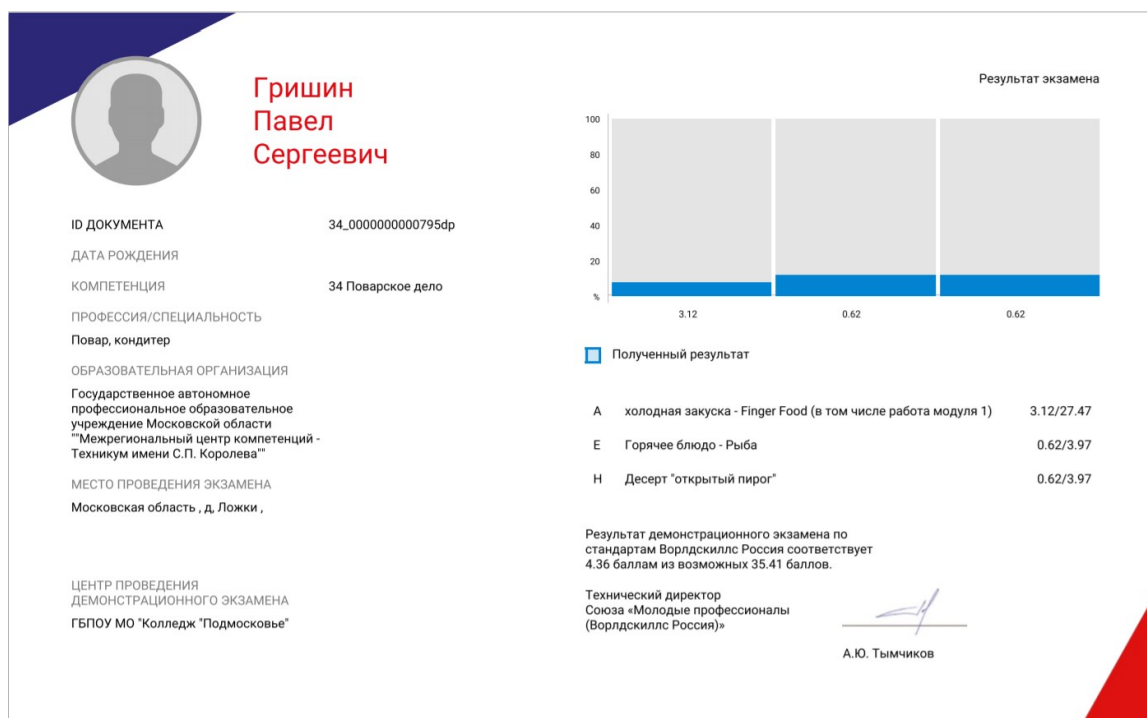 Гришин
Павел
Сергеевич
ID ДОКУМЕНТА 34_0000000000795dp
ДАТА РОЖДЕНИЯ
КОМПЕТЕНЦИЯ 34 Поварское дело
ПРОФЕССИЯ/СПЕЦИАЛЬНОСТЬ
Повар, кондитер
ОБРАЗОВАТЕЛЬНАЯ ОРГАНИЗАЦИЯ
Государственное автономное
профессиональное образовательное
учреждение Московской области
""Межрегиональный центр компетенций -
Техникум имени С.П. Королева""
МЕСТО ПРОВЕДЕНИЯ ЭКЗАМЕНА
Московская область , д, Ложки ,
ЦЕНТР ПРОВЕДЕНИЯ
ДЕМОНСТРАЦИОННОГО ЭКЗАМЕНА
ГБПОУ МО "Колледж "Подмосковье"
Результат экзамена
100
80
60
40
20
%
3.12 0.62 0.62
Полученный результат
A холодная закуска - Finger Food (в том числе работа модуля 1) 3.12/27.47
E Горячее блюдо - Рыба 0.62/3.97
H Десерт "открытый пирог" 0.62/3.97
Результат демонстрационного экзамена по
стандартам Ворлдскиллс Россия соответствует
4.36 баллам из возможных 35.41 баллов.
Технический директор
Союза «Молодые профессионалы
(Ворлдскиллс Россия)»
А.Ю. Тымчиков